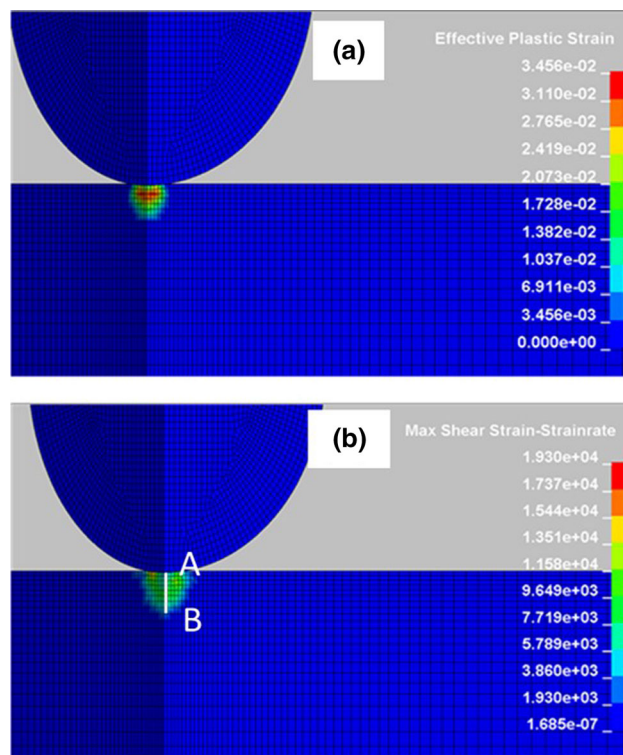 (a)
Effective Plastic Strain
3.456e-02
3.110e-02
2.765e-02
2.419e-02
2.073e-02
1.728e-02
1.382e-02
1.037e-02
6.911e-03
3.456e-03
0.000e+00
(b)
Max Shear Strain-Strainrate
1.930e+04
1.737e+04
1.544e+04
1.351e+04
1.158e+04
9.649e+03
7.719e+03
5.789e+03
3.860e+03
1.930e+03
1.685e-07
A
B